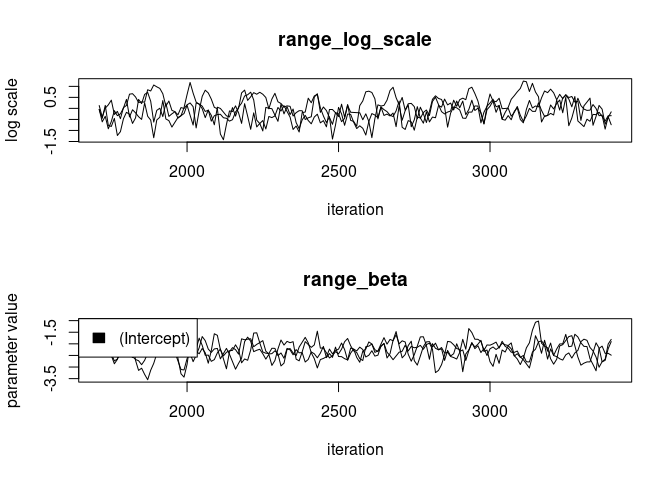 range_log_scale
log scale
0.5
-1.5
2000 2500 3000
iteration
range_beta
parameter value
-1.5
-3.5
(Intercept)
2000 2500 3000
iteration